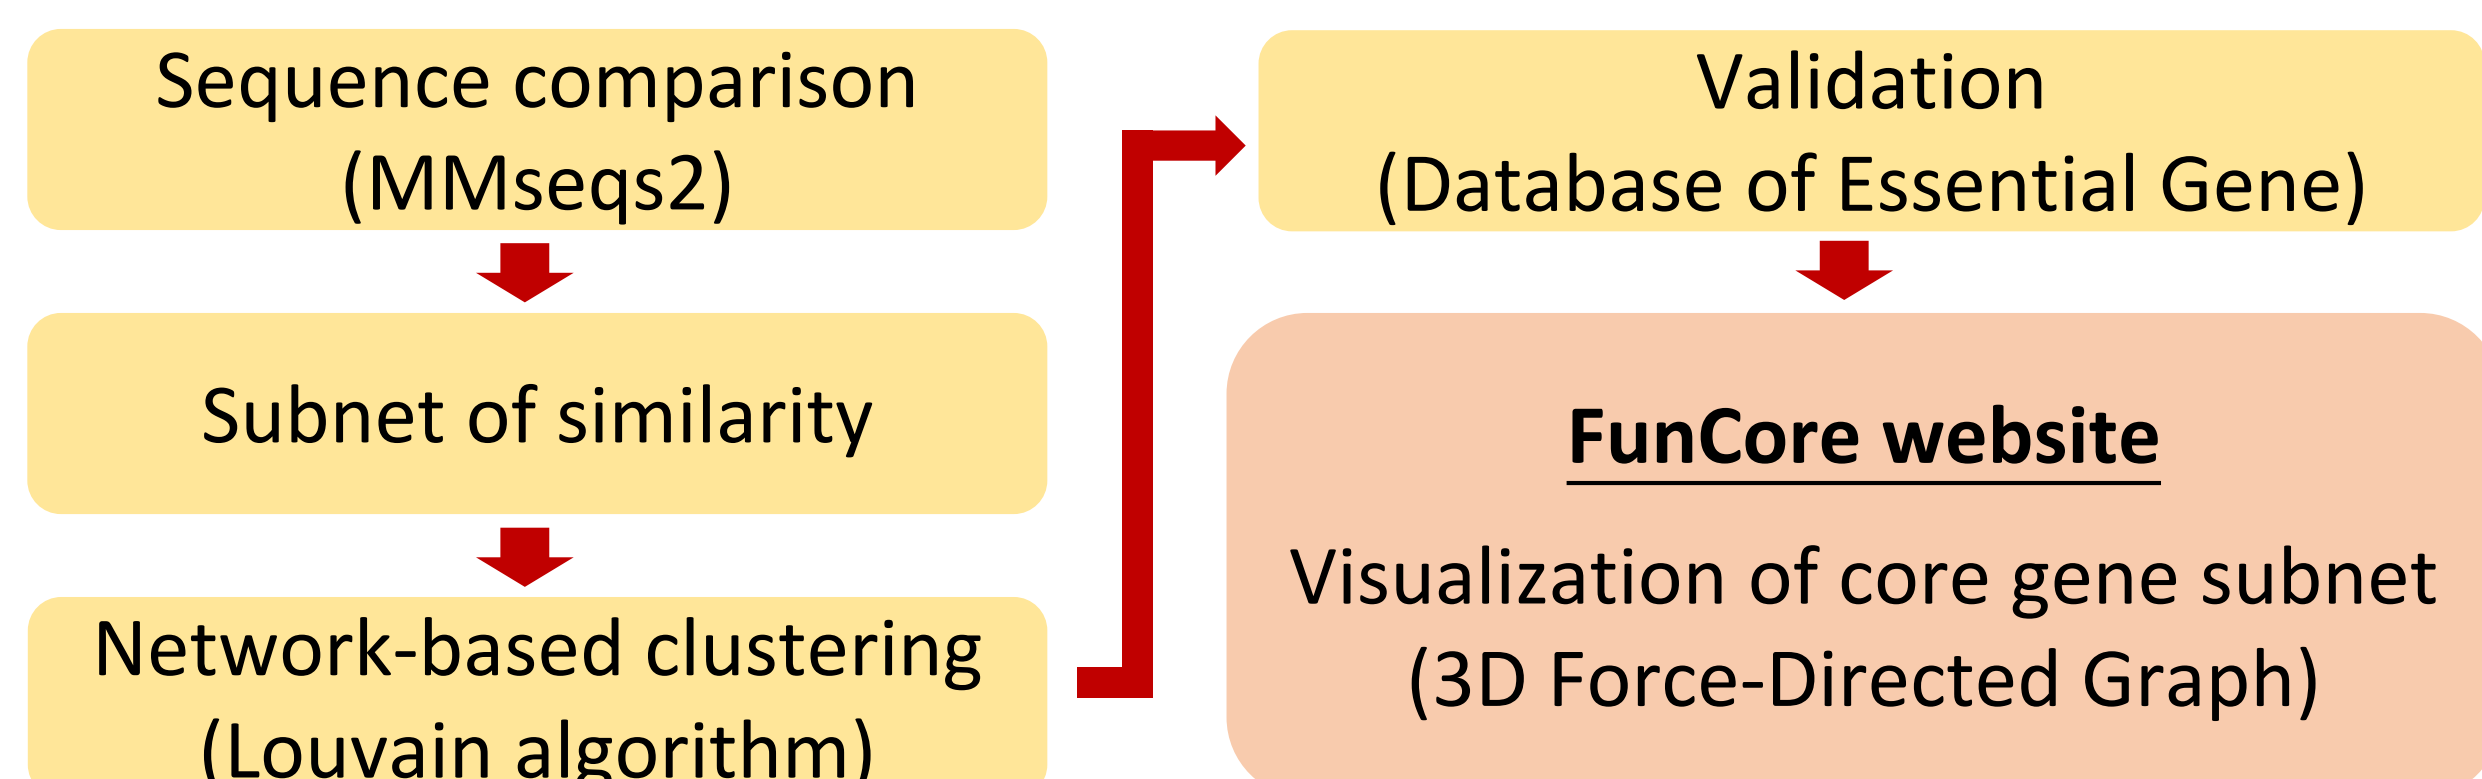 Sequence comparison
(MMseqs2)
Subnet of similarity
Network-based clustering
(Louvain algorithm)
Validation
(Database of Essential Gene)
FunCore website
Visualization of core gene subnet
(3D Force-Directed Graph)